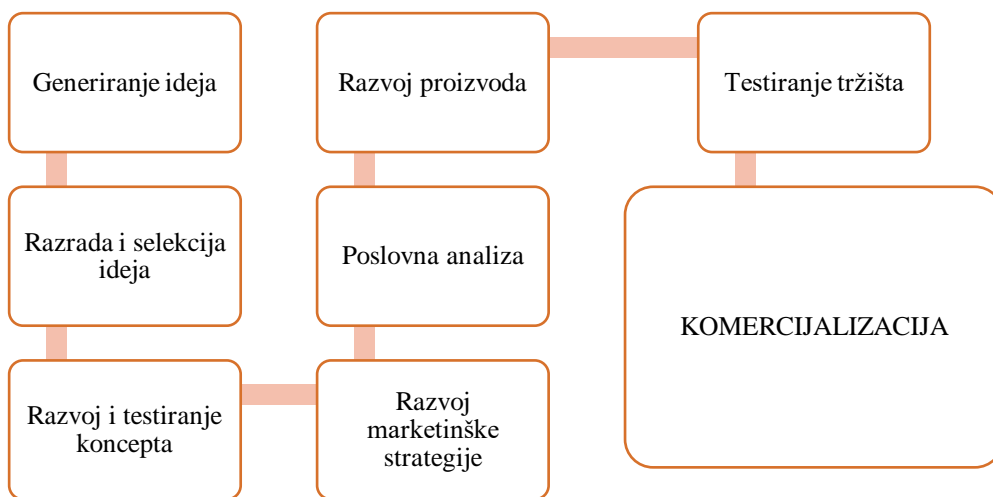 Generiranje ideja
Razrada i selekcija
ideja
Razvoj i testiranje
koncepta
Razvoj
marketinške
strategije
Poslovna analiza
Razvoj proizvoda
Testiranje tržišta
KOMERCIJALIZACIJA